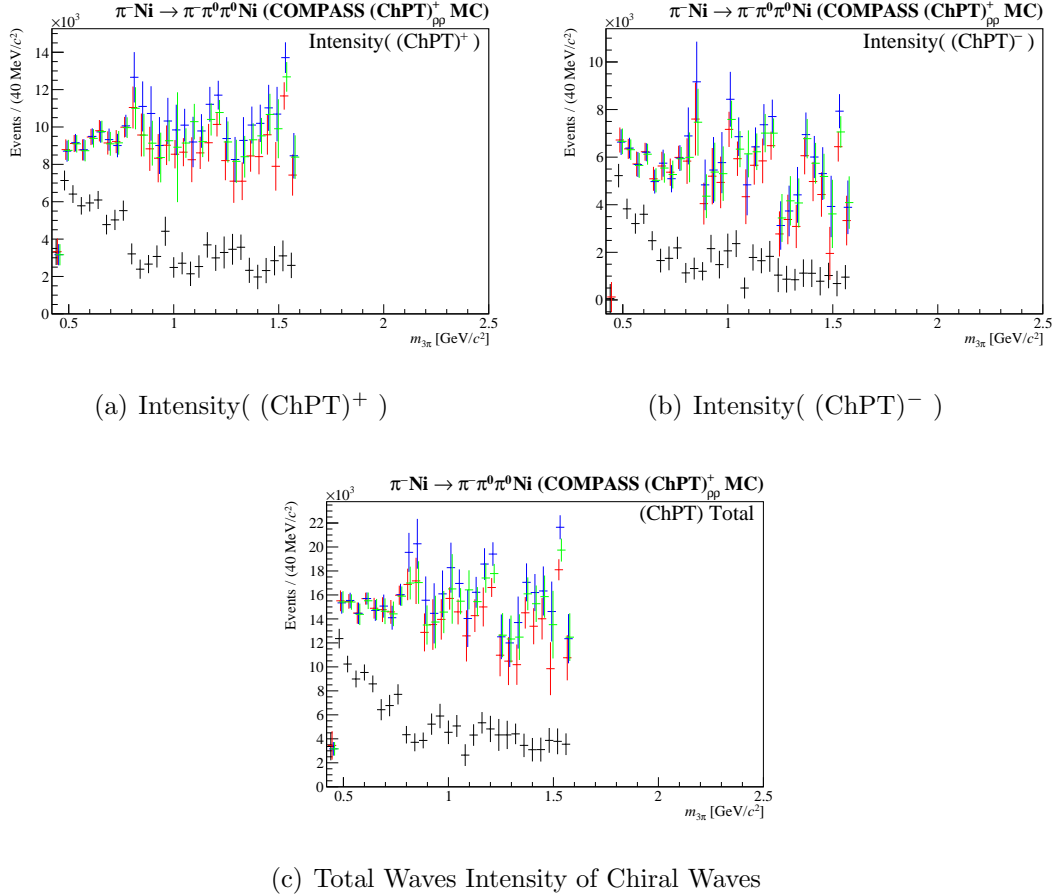 π⁻Ni → π⁻π⁰π⁰Ni (COMPASS (ChPT)⁺ρρ MC)
×10³
Intensity( (ChPT)⁺ )
Events / (40 MeV/c²)
14
12
10
8
6
4
2
0
0.5 1 1.5 2 2.5
m3π [GeV/c²]
(a) Intensity( (ChPT)⁺ )
π⁻Ni → π⁻π⁰π⁰Ni (COMPASS (ChPT)⁺ρρ MC)
×10³
Intensity( (ChPT)⁻ )
Events / (40 MeV/c²)
10
8
6
4
2
0
0.5 1 1.5 2 2.5
m3π [GeV/c²]
(b) Intensity( (ChPT)⁻ )
π⁻Ni → π⁻π⁰π⁰Ni (COMPASS (ChPT)⁺ρρ MC)
×10³
(ChPT) Total
Events / (40 MeV/c²)
22
20
18
16
14
12
10
8
6
4
2
0
0.5 1 1.5 2 2.5
m3π [GeV/c²]
(c) Total Waves Intensity of Chiral Waves